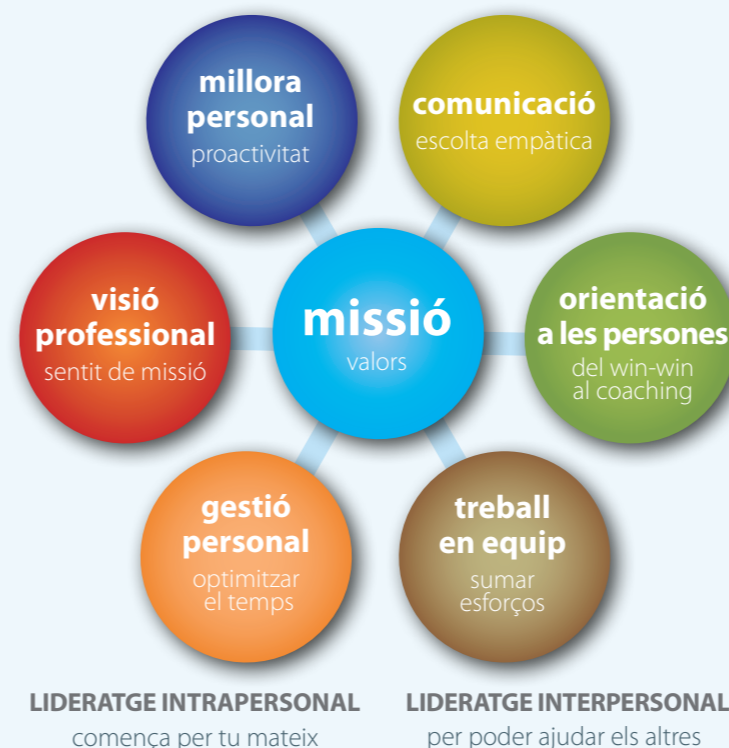 millora
personal
proactivitat
comunicació
escolta empàtica
visió
professional
sentit de missió
missió
valors
orientació
a les persones
del win-win
al coaching
gestió
personal
optimitzar
el temps
treball
en equip
sumar
esforços
LIDERATGE INTRAPERSONAL
comença per tu mateix
LIDERATGE INTERPERSONAL
per poder ajudar els altres